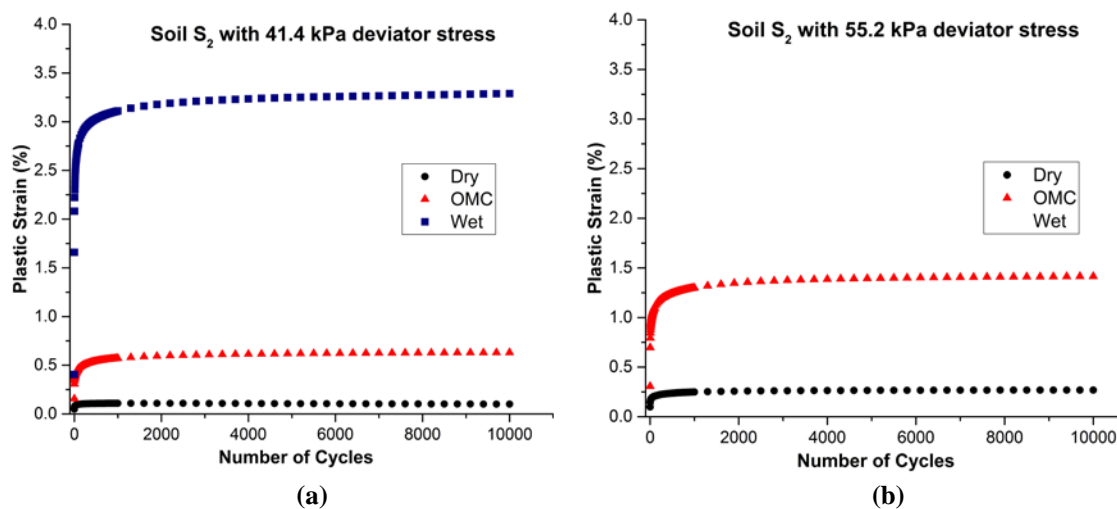 Soil S₂ with 41.4 kPa deviator stress
4.0
3.5
3.0
2.5
2.0
1.5
1.0
0.5
0.0
Plastic Strain (%)
Dry
OMC
Wet
0 2000 4000 6000 8000 10000
Number of Cycles
(a)
Soil S₂ with 55.2 kPa deviator stress
4.0
3.5
3.0
2.5
2.0
1.5
1.0
0.5
0.0
Plastic Strain (%)
Dry
OMC
Wet
0 2000 4000 6000 8000 10000
Number of Cycles
(b)